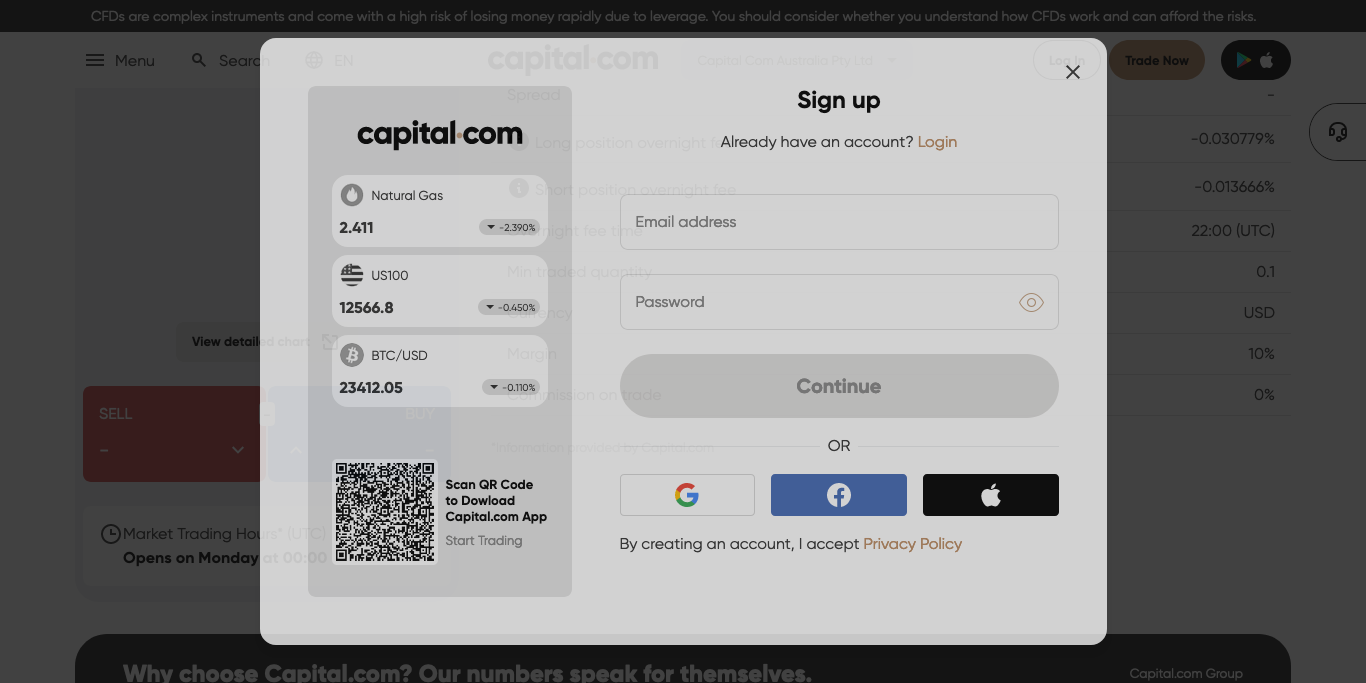 CFDs are complex instruments and come with a high risk of losing money rapidly due to leverage. You should consider whether you understand how CFDs work and can afford the risks.
Menu
Search
EN
capital.com
Capital Com Australia Pty Ltd
Log In
Trade Now
Spread
-
Long position overnight fee
-0.030779%
Short position overnight fee
-0.013666%
Overnight fee time
22:00 (UTC)
Min traded quantity
0.1
Currency
USD
Margin
10%
Commission on trade
0%
*Information provided by Capital.com
View detailed chart
SELL
-
-
BUY
-
Market Trading Hours* (UTC)
Opens on Monday at 00:00
capital.com
Natural Gas
2.411
-2.390%
US100
12566.8
-0.450%
BTC/USD
23412.05
-0.110%
Scan QR Code
to Dowload
Capital.com App
Start Trading
Sign up
Already have an account? Login
Email address
Password
Continue
OR
By creating an account, I accept Privacy Policy
Why choose Capital.com? Our numbers speak for themselves.
Capital.com Group